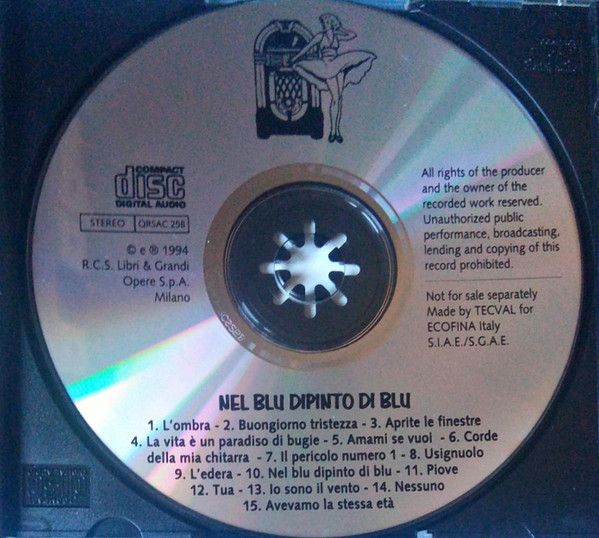 COMPACT
disc
DIGITAL AUDIO
STEREO QRSAC 256
© e ℗ 1994
R.C.S. Libri & Grandi
Opere S.p.A.
Milano
All rights of the producer
and the owner of the
recorded work reserved.
Unauthorized public
performance, broadcasting,
lending and copying of this
record prohibited.
Not for sale separately
Made by TECVAL for
ECOFINA Italy
S.I.A.E./S.G.A.E.
NEL BLU DIPINTO DI BLU
1. L'ombra - 2. Buongiorno tristezza - 3. Aprite le finestre
4. La vita è un paradiso di bugie - 5. Amami se vuoi - 6. Corde
della mia chitarra - 7. Il pericolo numero 1 - 8. Usignuolo
9. L'edera - 10. Nel blu dipinto di blu - 11. Piove
12. Tua - 13. Io sono il vento - 14. Nessuno
15. Avevamo la stessa età